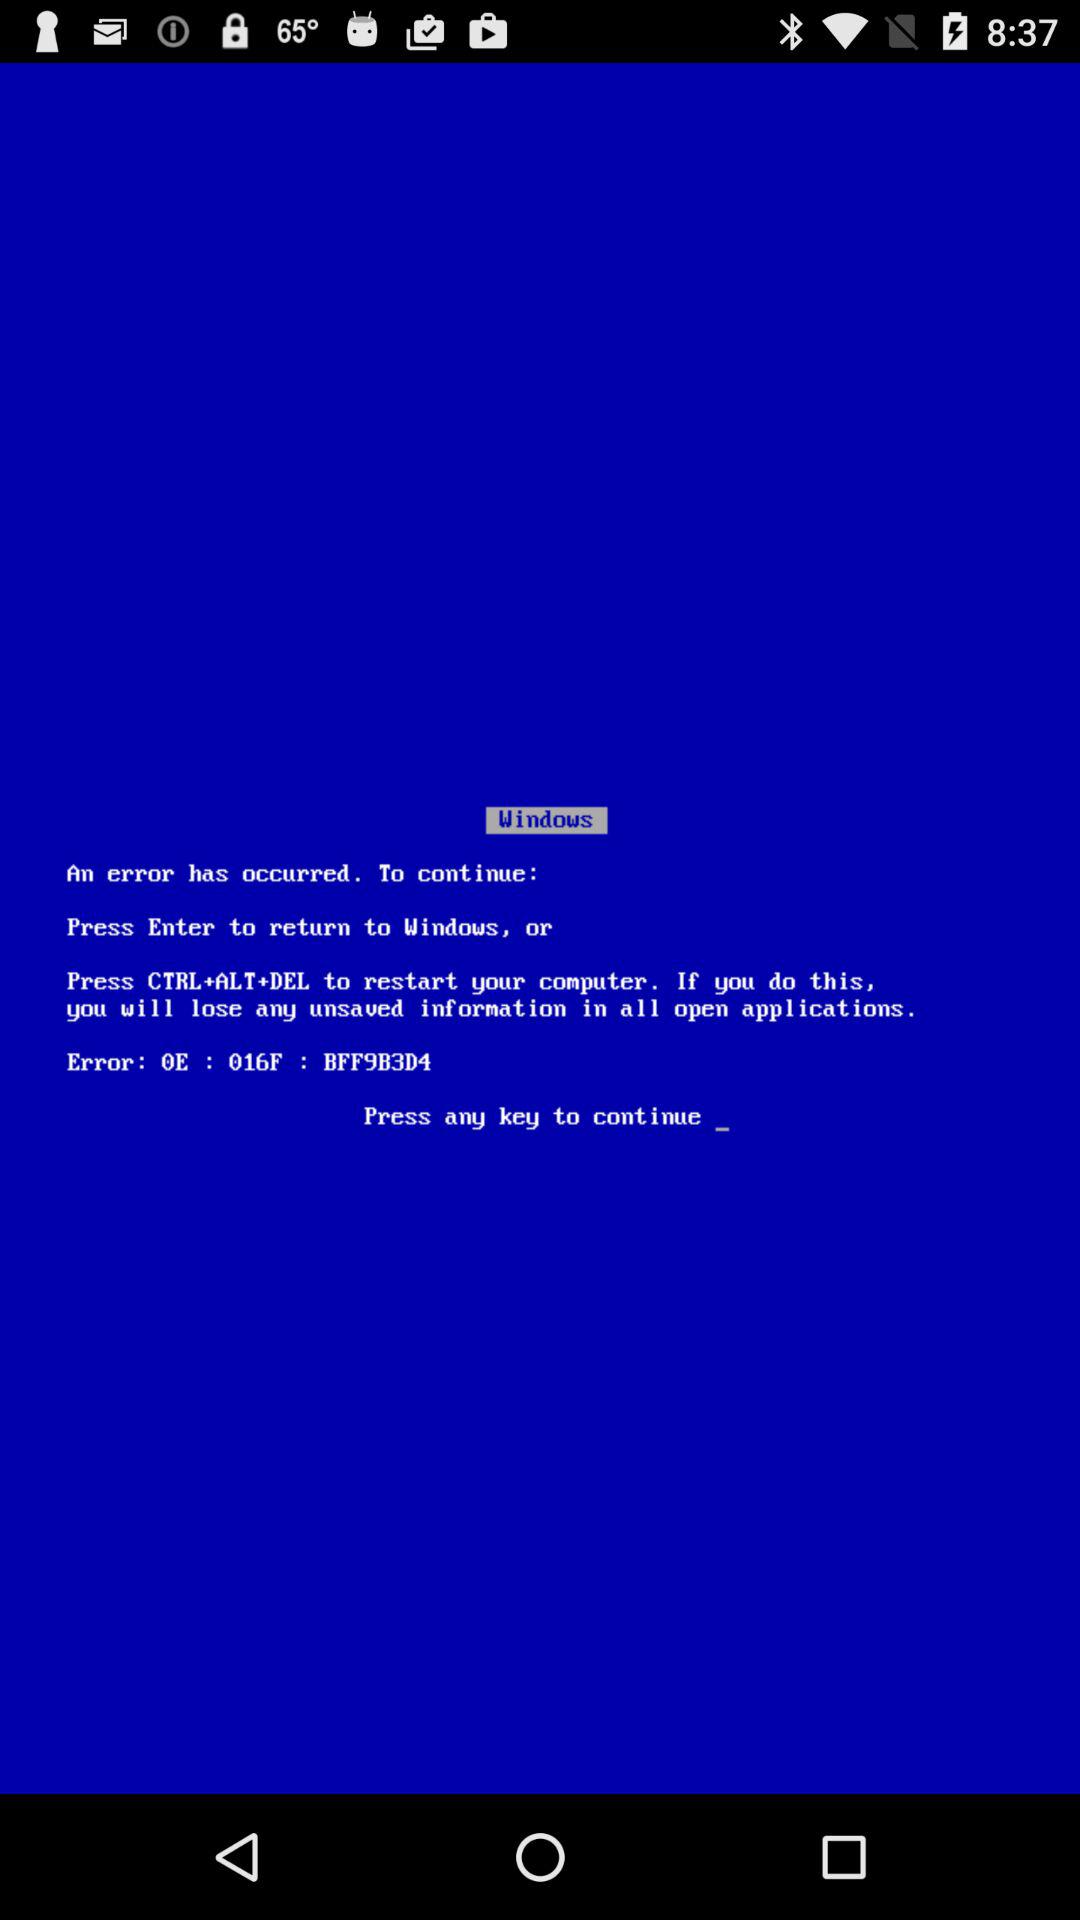 65° 8:37
Windows
An error has occurred. To continue:
Press Enter to return to Windows, or
Press CTRL+ALT+DEL to restart your computer. If you do this,
you will lose any unsaved information in all open applications.
Error: 0E : 016F : BFF9B3D4
Press any key to continue _